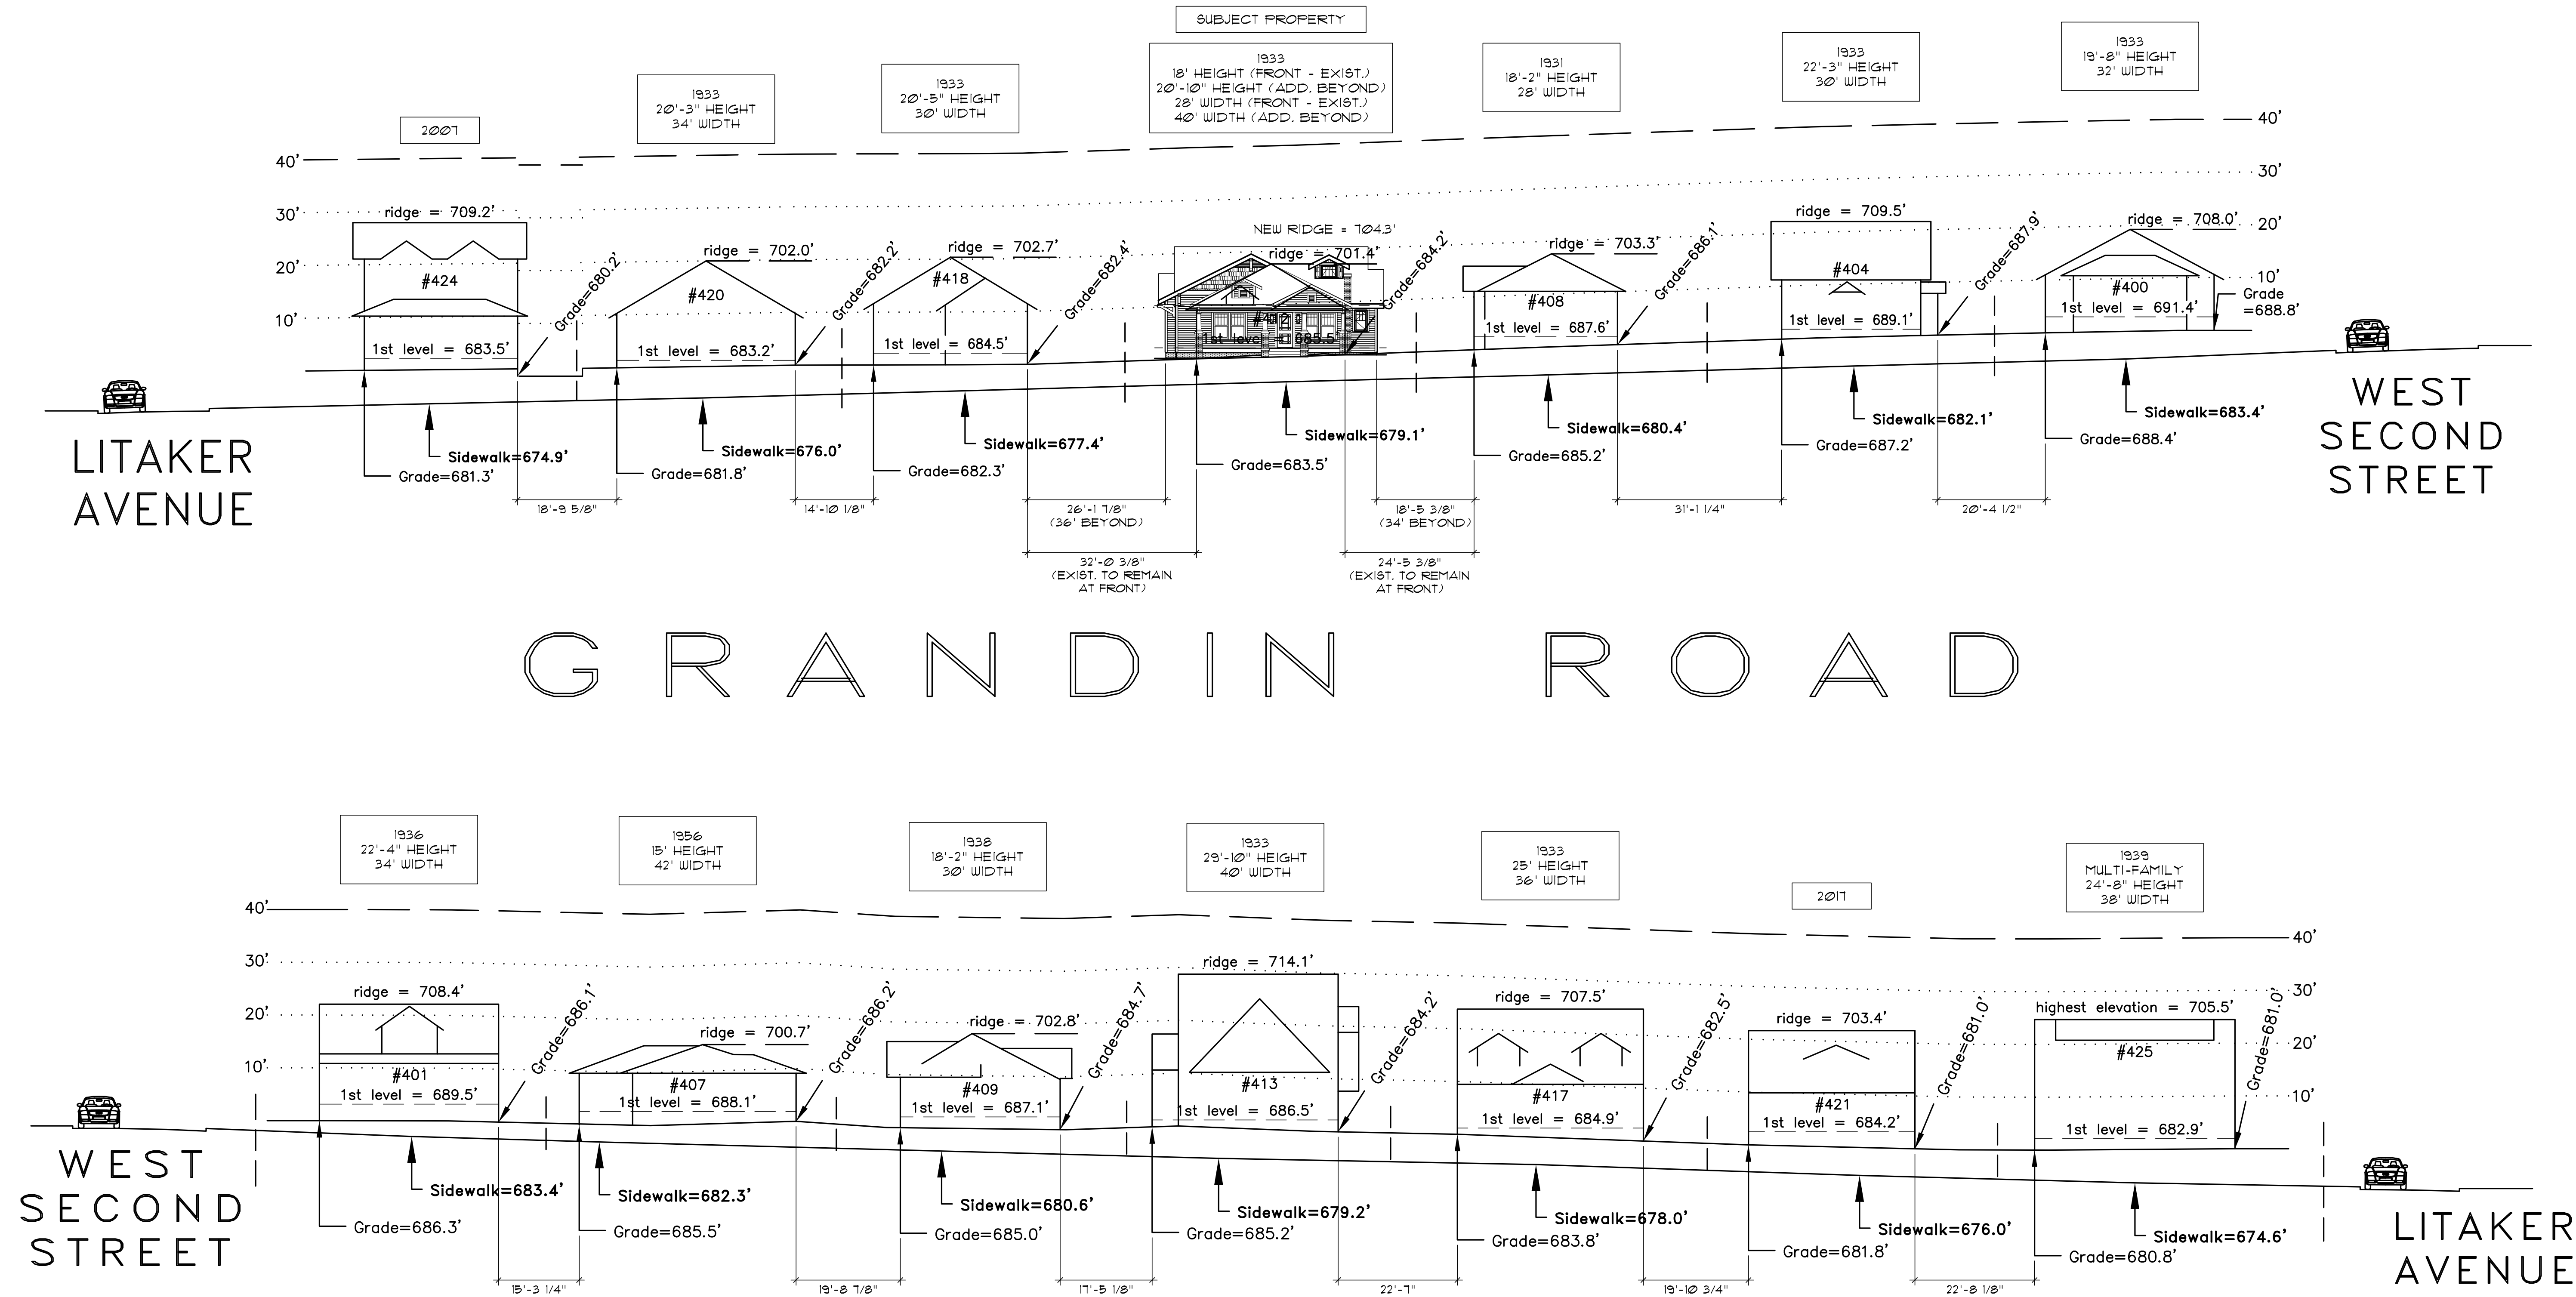 SUBJECT PROPERTY
2007
1933
20'-3" HEIGHT
34' WIDTH
1933
20'-5" HEIGHT
30' WIDTH
1933
18' HEIGHT (FRONT - EXIST.)
20'-10" HEIGHT (ADD. BEYOND)
28' WIDTH (FRONT - EXIST.)
40' WIDTH (ADD. BEYOND)
1931
18'-2" HEIGHT
28' WIDTH
1933
22'-3" HEIGHT
30' WIDTH
1933
19'-8" HEIGHT
32' WIDTH
40'
30'
20'
10'
40'
30'
20'
10'
ridge = 709.2'
#424
1st level = 683.5'
Grade=680.2'
ridge = 702.0'
#420
1st level = 683.2'
Grade=682.2'
ridge = 702.7'
#418
1st level = 684.5'
Grade=682.4'
NEW RIDGE = 704.3'
ridge = 701.4'
#412
1st level = 685.5'
Grade=684.2'
ridge = 703.3'
#408
1st level = 687.6'
Grade=686.1'
ridge = 709.5'
#404
1st level = 689.1'
Grade=687.9'
ridge = 708.0'
#400
1st level = 691.4'
Grade
=688.8'
LITAKER
AVENUE
Sidewalk=674.9'
Grade=681.3'
Sidewalk=676.0'
Grade=681.8'
Sidewalk=677.4'
Grade=682.3'
Sidewalk=679.1'
Grade=683.5'
Sidewalk=680.4'
Grade=685.2'
Sidewalk=682.1'
Grade=687.2'
Sidewalk=683.4'
Grade=688.4'
WEST
SECOND
STREET
18'-9 5/8"
14'-10 1/8"
26'-1 7/8"
(36' BEYOND)
18'-5 3/8"
(34' BEYOND)
31'-1 1/4"
20'-4 1/2"
32'-0 3/8"
(EXIST. TO REMAIN
AT FRONT)
24'-5 3/8"
(EXIST. TO REMAIN
AT FRONT)
GRANDIN ROAD
1936
22'-4" HEIGHT
34' WIDTH
1956
15' HEIGHT
42' WIDTH
1938
18'-2" HEIGHT
30' WIDTH
1933
29'-10" HEIGHT
40' WIDTH
1933
25' HEIGHT
36' WIDTH
2017
1939
MULTI-FAMILY
24'-8" HEIGHT
38' WIDTH
40'
30'
20'
10'
40'
30'
20'
10'
ridge = 708.4'
#401
1st level = 689.5'
Grade=686.1'
ridge = 700.7'
#407
1st level = 688.1'
Grade=686.2'
ridge = 702.8'
#409
1st level = 687.1'
Grade=684.7'
ridge = 714.1'
#413
1st level = 686.5'
Grade=684.2'
ridge = 707.5'
#417
1st level = 684.9'
Grade=682.5'
ridge = 703.4'
#421
1st level = 684.2'
Grade=681.0'
highest elevation = 705.5'
#425
1st level = 682.9'
Grade=681.0'
WEST
SECOND
STREET
Sidewalk=683.4'
Grade=686.3'
Sidewalk=682.3'
Grade=685.5'
Sidewalk=680.6'
Grade=685.0'
Sidewalk=679.2'
Grade=685.2'
Sidewalk=678.0'
Grade=683.8'
Sidewalk=676.0'
Grade=681.8'
Sidewalk=674.6'
Grade=680.8'
LITAKER
AVENUE
15'-3 1/4"
19'-8 7/8"
17'-5 1/8"
22'-7"
19'-10 3/4"
22'-8 1/8"